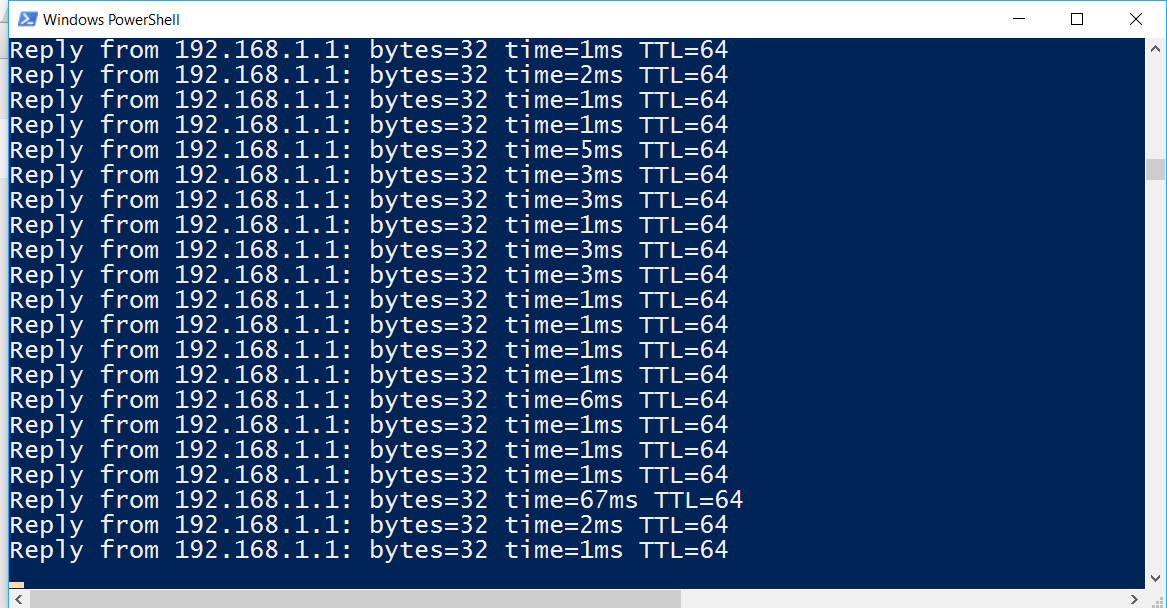 Windows PowerShell
Reply from 192.168.1.1: bytes=32 time=1ms TTL=64
Reply from 192.168.1.1: bytes=32 time=2ms TTL=64
Reply from 192.168.1.1: bytes=32 time=1ms TTL=64
Reply from 192.168.1.1: bytes=32 time=1ms TTL=64
Reply from 192.168.1.1: bytes=32 time=5ms TTL=64
Reply from 192.168.1.1: bytes=32 time=3ms TTL=64
Reply from 192.168.1.1: bytes=32 time=3ms TTL=64
Reply from 192.168.1.1: bytes=32 time=1ms TTL=64
Reply from 192.168.1.1: bytes=32 time=3ms TTL=64
Reply from 192.168.1.1: bytes=32 time=3ms TTL=64
Reply from 192.168.1.1: bytes=32 time=1ms TTL=64
Reply from 192.168.1.1: bytes=32 time=1ms TTL=64
Reply from 192.168.1.1: bytes=32 time=1ms TTL=64
Reply from 192.168.1.1: bytes=32 time=1ms TTL=64
Reply from 192.168.1.1: bytes=32 time=6ms TTL=64
Reply from 192.168.1.1: bytes=32 time=1ms TTL=64
Reply from 192.168.1.1: bytes=32 time=1ms TTL=64
Reply from 192.168.1.1: bytes=32 time=1ms TTL=64
Reply from 192.168.1.1: bytes=32 time=67ms TTL=64
Reply from 192.168.1.1: bytes=32 time=2ms TTL=64
Reply from 192.168.1.1: bytes=32 time=1ms TTL=64